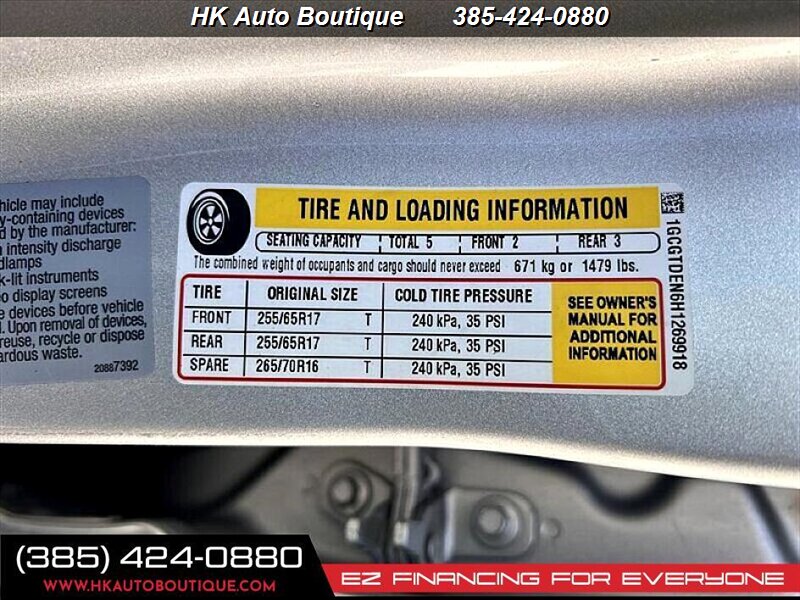 HK Auto Boutique 385-424-0880
hicle may include
y-containing devices
d by the manufacturer:
intensity discharge
dlamps
k-lit instruments
o display screens
e devices before vehicle
l. Upon removal of devices,
reuse, recycle or dispose
ardous waste.
20887392
TIRE AND LOADING INFORMATION
SEATING CAPACITY TOTAL 5 FRONT 2 REAR 3
The combined weight of occupants and cargo should never exceed 671 kg or 1479 lbs.
TIRE ORIGINAL SIZE COLD TIRE PRESSURE
FRONT 255/65R17 T 240 kPa, 35 PSI
REAR 255/65R17 T 240 kPa, 35 PSI
SPARE 265/70R16 T 240 kPa, 35 PSI
SEE OWNER'S
MANUAL FOR
ADDITIONAL
INFORMATION
1GCGTDEN6H1269918
(385) 424-0880
WWW.HKAUTOBOUTIQUE.COM
EZ FINANCING FOR EVERYONE